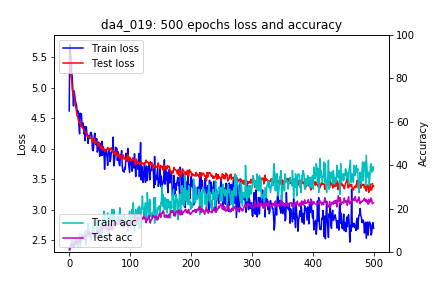 da4_019: 500 epochs loss and accuracy
Train loss
Test loss
Train acc
Test acc
Loss
5.5
5.0
4.5
4.0
3.5
3.0
2.5
Accuracy
100
80
60
40
20
0
0 100 200 300 400 500